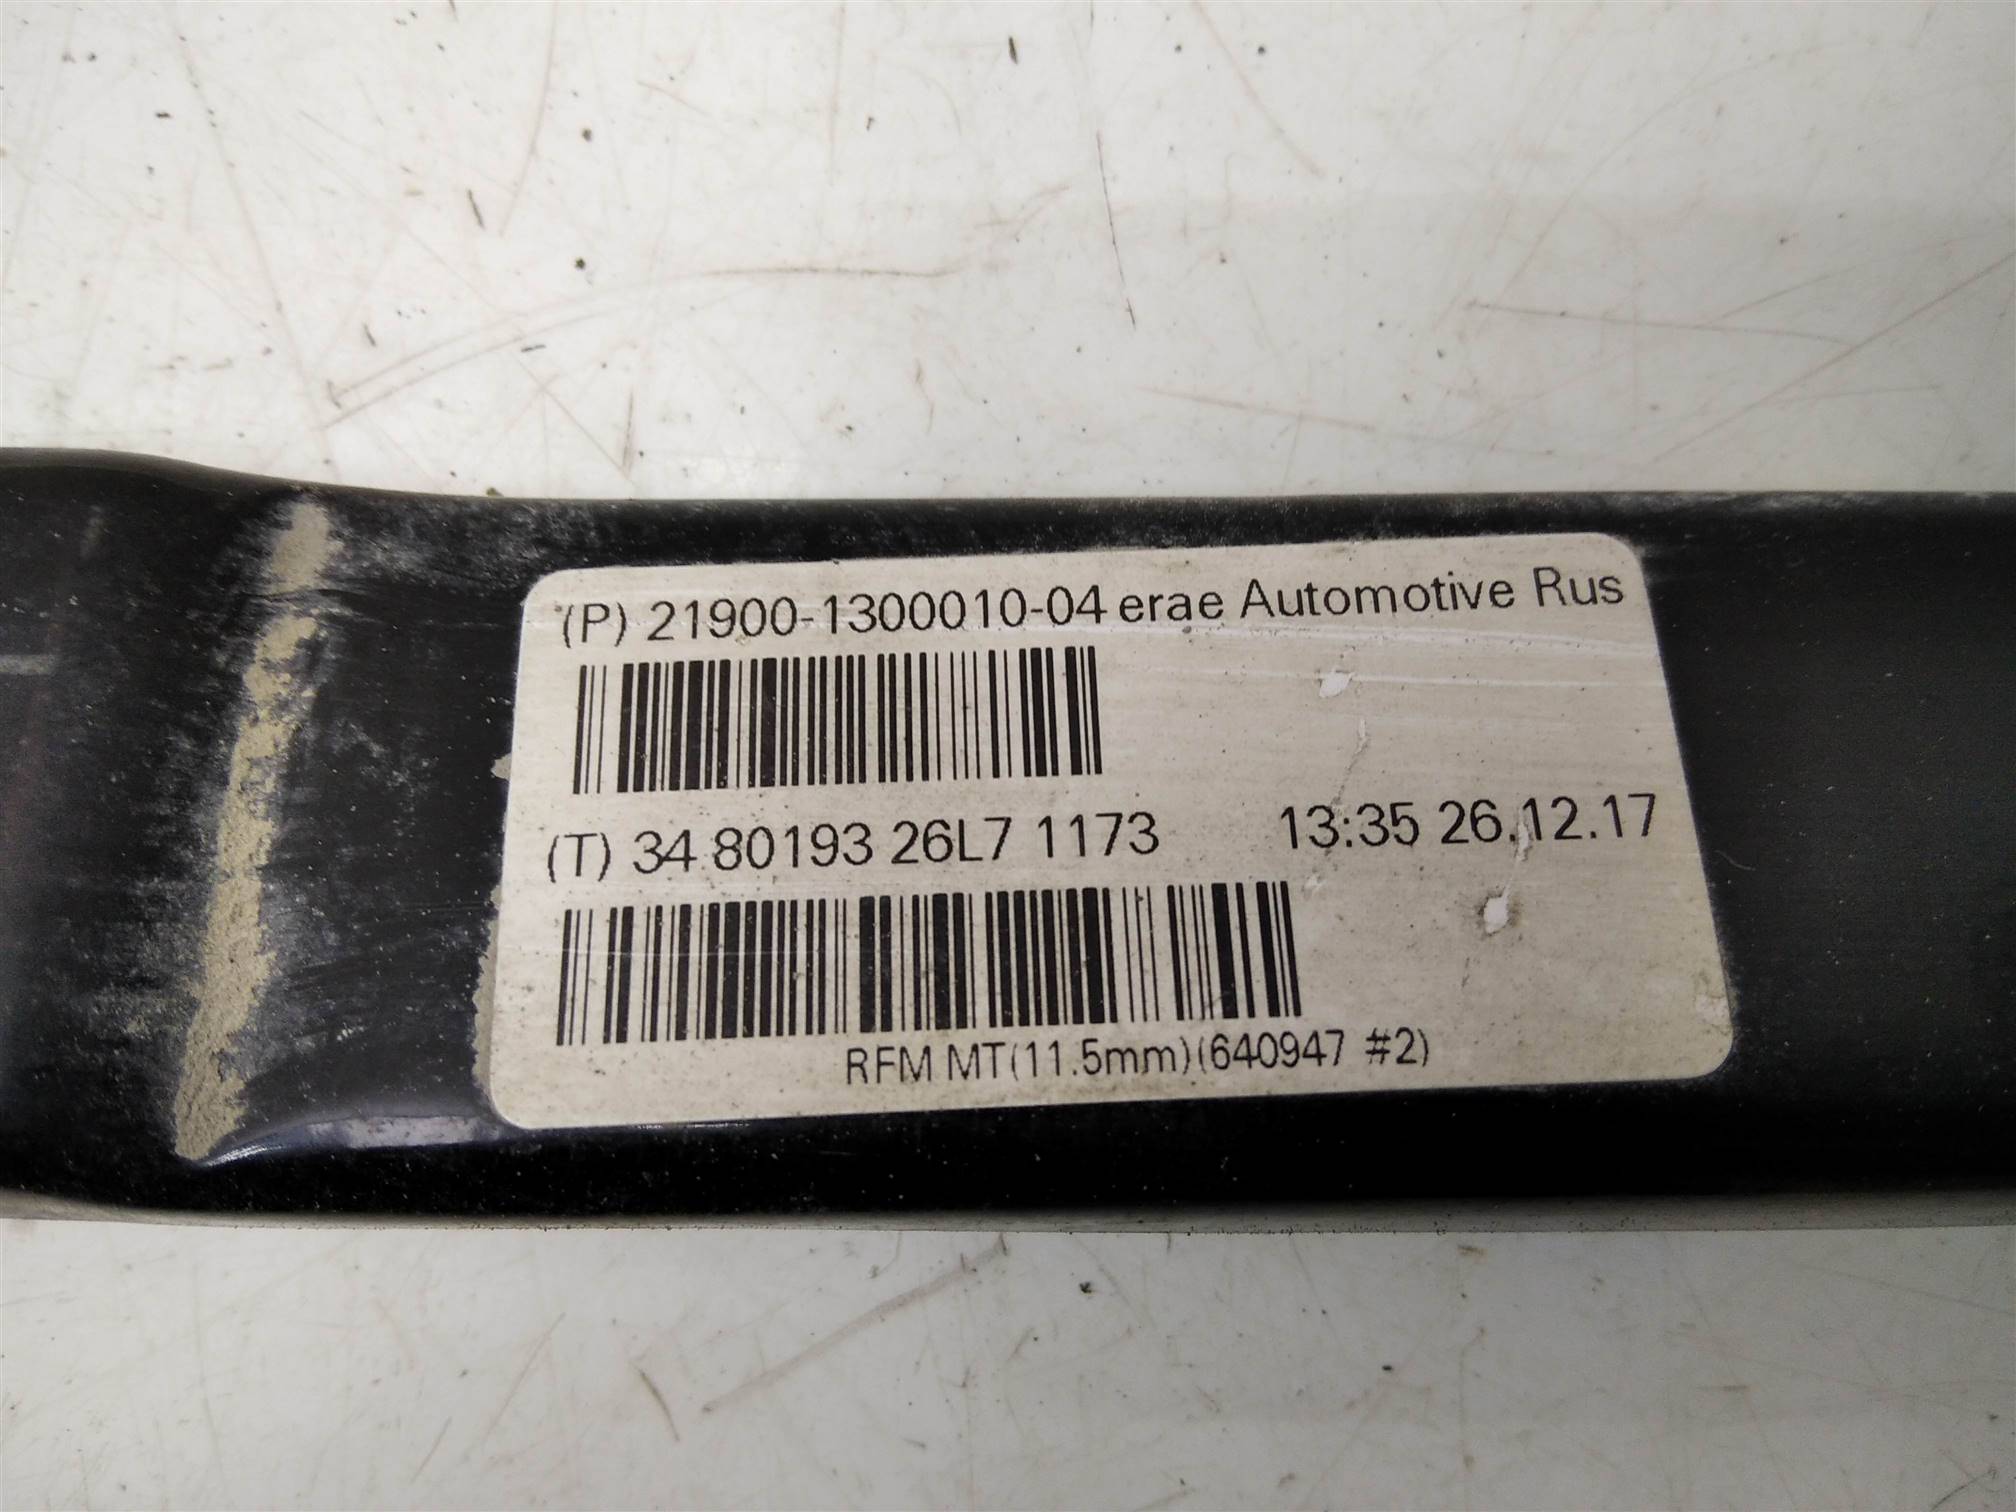 (P) 21900-1300010-04 erae Automotive Rus
(T) 34 80193 26L7 1173 13:35 26.12.17
RFM MT(11.5mm)(640947 #2)